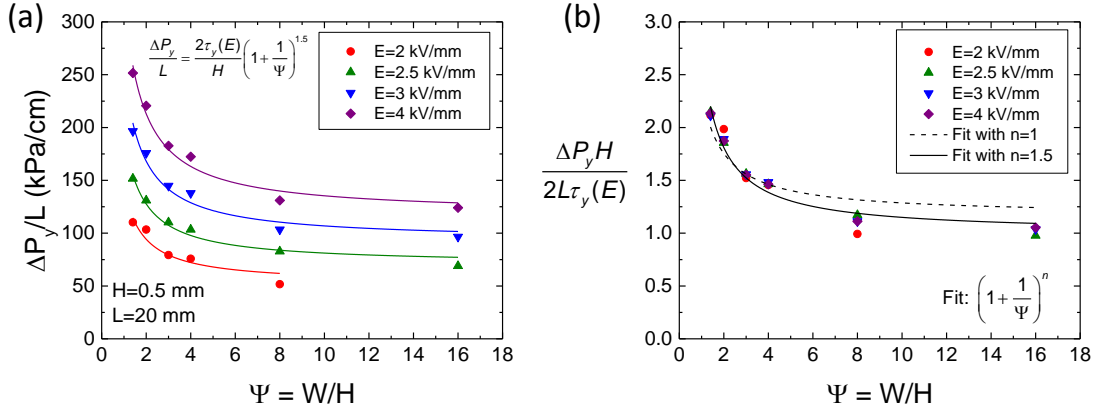 (a)
ΔP_y/L = 2τ_y(E)/H (1+1/Ψ)^1.5
E=2 kV/mm
E=2.5 kV/mm
E=3 kV/mm
E=4 kV/mm
ΔP_y/L (kPa/cm)
300
250
200
150
100
50
0
H=0.5 mm
L=20 mm
0 2 4 6 8 10 12 14 16 18
Ψ = W/H
(b)
E=2 kV/mm
E=2.5 kV/mm
E=3 kV/mm
E=4 kV/mm
Fit with n=1
Fit with n=1.5
ΔP_y H / 2Lτ_y(E)
3.0
2.5
2.0
1.5
1.0
0.5
0.0
Fit: (1+1/Ψ)^n
0 2 4 6 8 10 12 14 16 18
Ψ = W/H